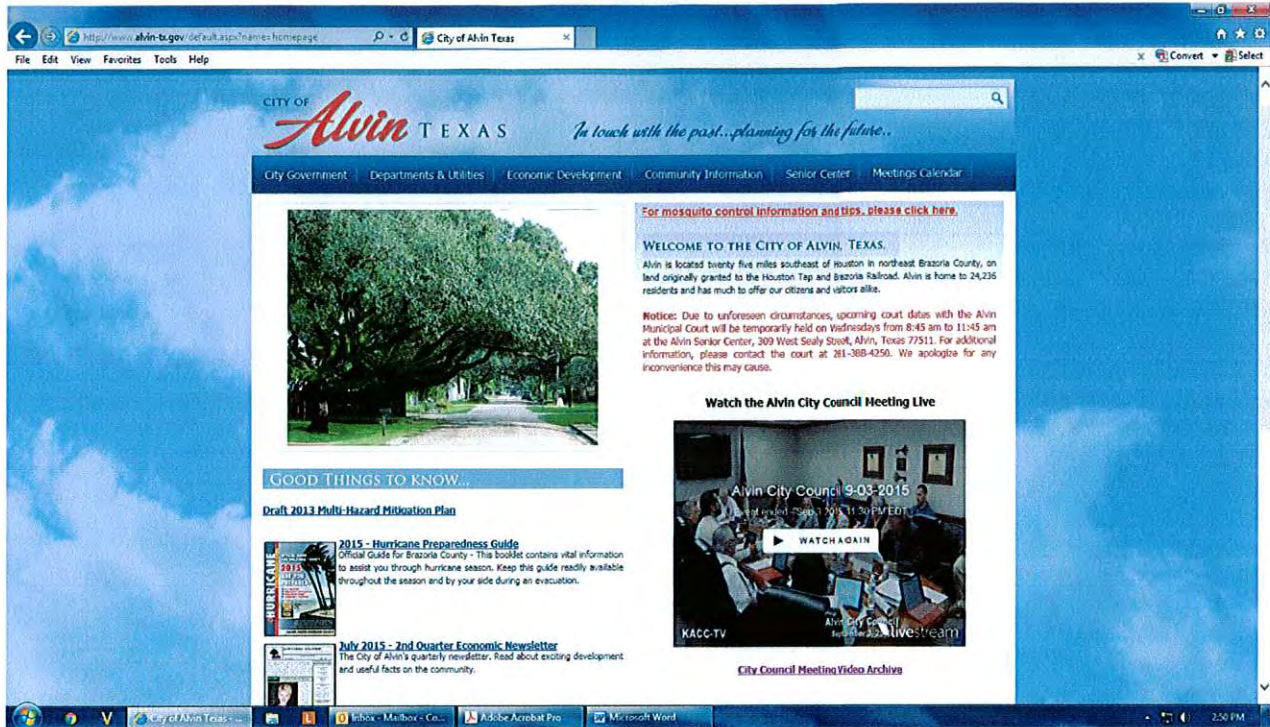 http://www.alvin-tx.gov/default.aspx?name=homepage
City of Alvin Texas
File Edit View Favorites Tools Help
Convert
Select
CITY OF
Alvin TEXAS
In touch with the past...planning for the future..
City Government
Departments & Utilities
Economic Development
Community Information
Senior Center
Meetings Calendar
For mosquito control information and tips, please click here.
WELCOME TO THE CITY OF ALVIN, TEXAS.
Alvin is located twenty five miles southeast of Houston in northeast Brazoria County, on
land originally granted to the Houston Tap and Brazoria Railroad. Alvin is home to 24,236
residents and has much to offer our citizens and visitors alike.
Notice: Due to unforeseen circumstances, upcoming court dates with the Alvin
Municipal Court will be temporarily held on Wednesdays from 8:45 am to 11:45 am
at the Alvin Senior Center, 309 West Sealy Street, Alvin, Texas 77511. For additional
information, please contact the court at 281-388-4250. We apologize for any
inconvenience this may cause.
Watch the Alvin City Council Meeting Live
Alvin City Council 9-03-2015
Event ended - Sep 3 2015 11:30 PM EDT
WATCH AGAIN
KACC-TV
Alvin City Council
livestream
City Council Meeting Video Archive
GOOD THINGS TO KNOW...
Draft 2013 Multi-Hazard Mitigation Plan
HURRICANE
2015
2015 - Hurricane Preparedness Guide
Official Guide for Brazoria County - This booklet contains vital information
to assist you through hurricane season. Keep this guide readily available
throughout the season and by your side during an evacuation.
July 2015 - 2nd Quarter Economic Newsletter
The City of Alvin's quarterly newsletter. Read about exciting development
and useful facts on the community.
City of Alvin Texas - ...
Inbox - Mailbox - Co...
Adobe Acrobat Pro
Microsoft Word
2:50 PM